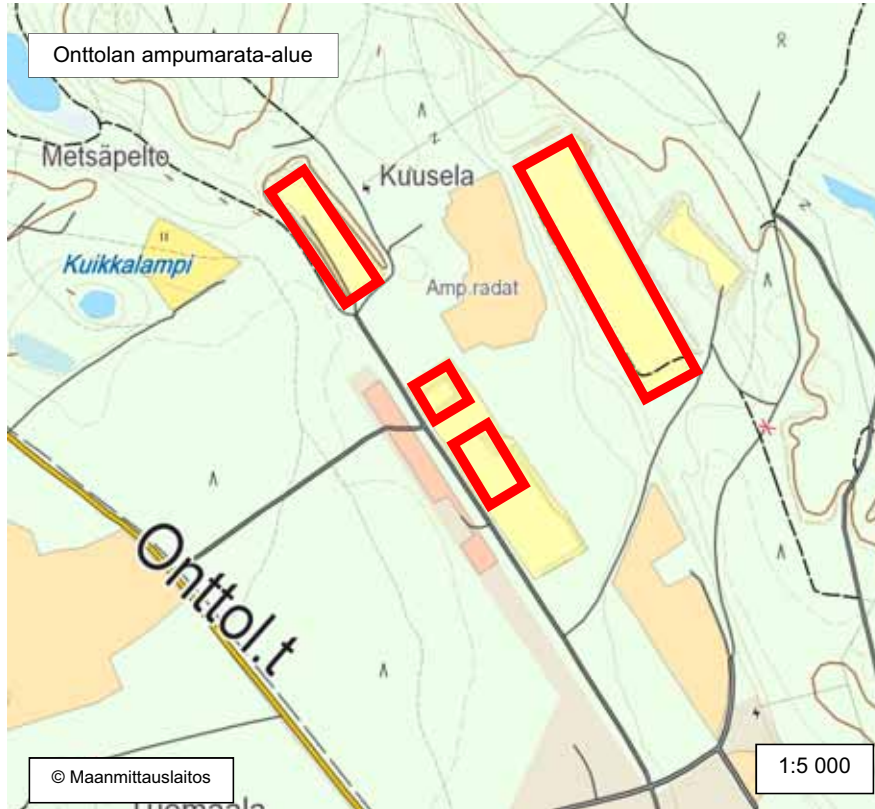 Onttolan ampumarata-alue
Metsäpelto
Kuusela
Kuikkalampi
Amp.radat
Onttol.t
© Maanmittauslaitos
1:5 000